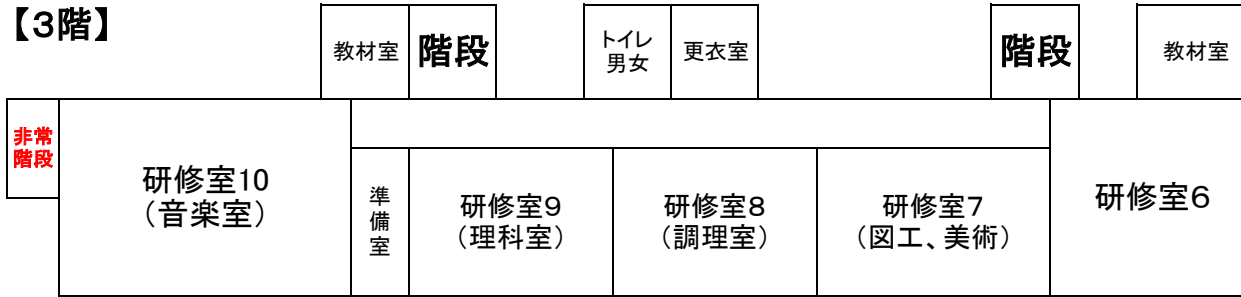 【３階】
教材室
階段
トイレ
男女
更衣室
階段
教材室
非常
階段
研修室10
（音楽室）
準
備
室
研修室９
（理科室）
研修室８
（調理室）
研修室７
（図工、美術）
研修室６